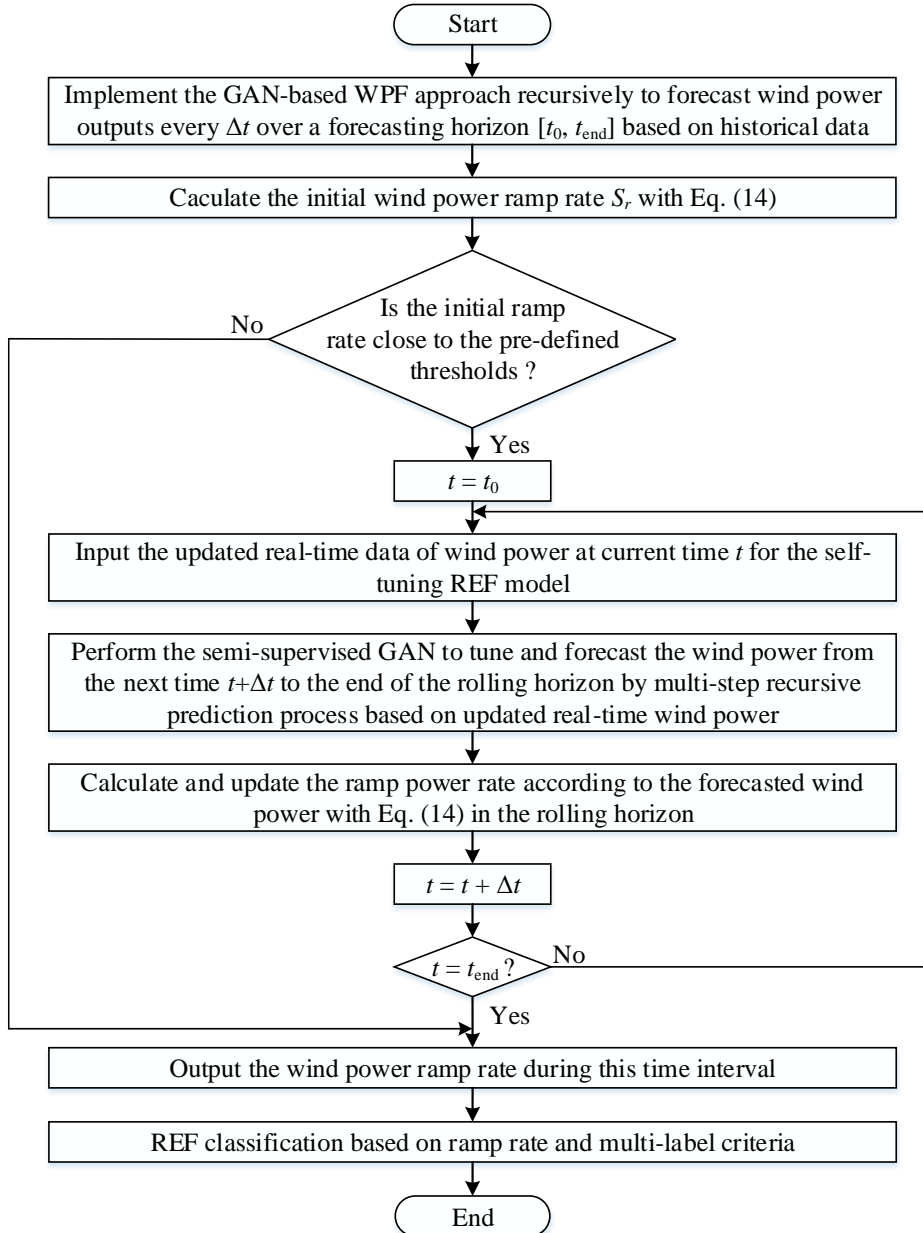 Start
Implement the GAN-based WPF approach recursively to forecast wind power
outputs every Δt over a forecasting horizon [t₀, tₑₙd] based on historical data
Caculate the initial wind power ramp rate Sᵣ with Eq. (14)
Is the initial ramp
rate close to the pre-defined
thresholds ?
No
Yes
t = t₀
Input the updated real-time data of wind power at current time t for the self-
tuning REF model
Perform the semi-supervised GAN to tune and forecast the wind power from
the next time t+Δt to the end of the rolling horizon by multi-step recursive
prediction process based on updated real-time wind power
Calculate and update the ramp power rate according to the forecasted wind
power with Eq. (14) in the rolling horizon
t = t + Δt
t = tₑₙd ?
No
Yes
Output the wind power ramp rate during this time interval
REF classification based on ramp rate and multi-label criteria
End